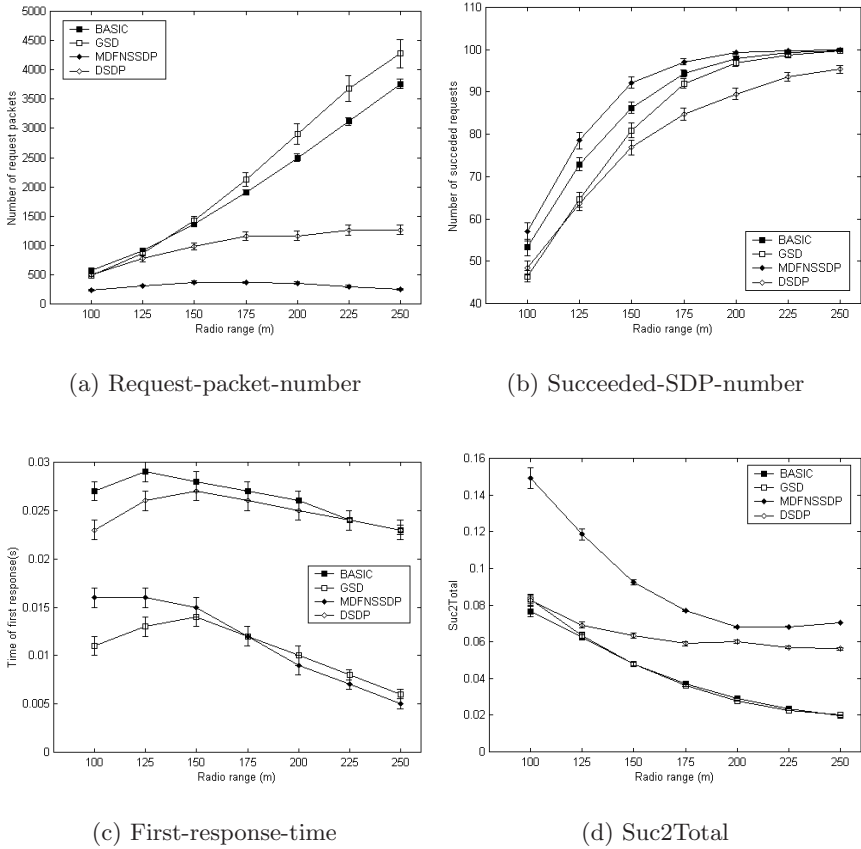 5000
4500
4000
3500
3000
2500
2000
1500
1000
500
0
Number of request packets
BASIC
GSD
MDFNSSDP
DSDP
100 125 150 175 200 225 250
Radio range (m)
(a) Request-packet-number
100
90
80
70
60
50
40
Number of succeded requests
BASIC
GSD
MDFNSSDP
DSDP
100 125 150 175 200 225 250
Radio range (m)
(b) Succeeded-SDP-number
0.03
0.025
0.02
0.015
0.01
0.005
0
Time of first response(s)
BASIC
GSD
MDFNSSDP
DSDP
100 125 150 175 200 225 250
Radio range (m)
(c) First-response-time
0.16
0.14
0.12
0.1
0.08
0.06
0.04
0.02
0
Suc2Total
BASIC
GSD
MDFNSSDP
DSDP
100 125 150 175 200 225 250
Radio range (m)
(d) Suc2Total